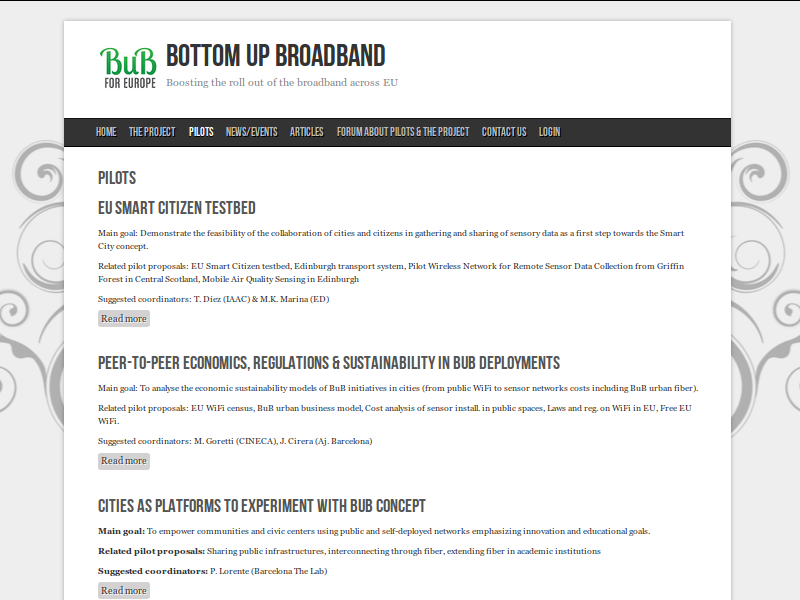 BuB
FOR EUROPE
BOTTOM UP BROADBAND
Boosting the roll out of the broadband across EU
HOME THE PROJECT PILOTS NEWS/EVENTS ARTICLES FORUM ABOUT PILOTS & THE PROJECT CONTACT US LOGIN
PILOTS
EU SMART CITIZEN TESTBED
Main goal: Demonstrate the feasibility of the collaboration of cities and citizens in gathering and sharing of sensory data as a first step towards the Smart
City concept.
Related pilot proposals: EU Smart Citizen testbed, Edinburgh transport system, Pilot Wireless Network for Remote Sensor Data Collection from Griffin
Forest in Central Scotland, Mobile Air Quality Sensing in Edinburgh
Suggested coordinators: T. Diez (IAAC) & M.K. Marina (ED)
Read more
PEER-TO-PEER ECONOMICS, REGULATIONS & SUSTAINABILITY IN BUB DEPLOYMENTS
Main goal: To analyse the economic sustainability models of BuB initiatives in cities (from public WiFi to sensor networks costs including BuB urban fiber).
Related pilot proposals: EU WiFi census, BuB urban business model, Cost analysis of sensor install. in public spaces, Laws and reg. on WiFi in EU, Free EU
WiFi.
Suggested coordinators: M. Goretti (CINECA), J. Cirera (Aj. Barcelona)
Read more
CITIES AS PLATFORMS TO EXPERIMENT WITH BUB CONCEPT
Main goal: To empower communities and civic centers using public and self-deployed networks emphasizing innovation and educational goals.
Related pilot proposals: Sharing public infrastructures, interconnecting through fiber, extending fiber in academic institutions
Suggested coordinators: P. Lorente (Barcelona The Lab)
Read more